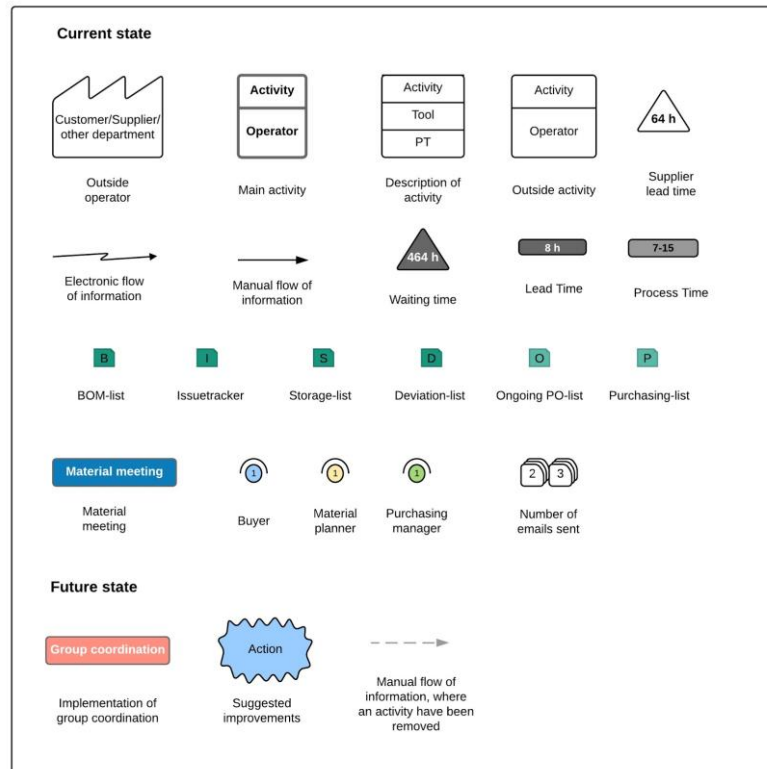 Current state
Customer/Supplier/
other department
Activity
Operator
Activity
Tool
PT
Activity
Operator
64 h
Outside
operator
Main activity
Description of
activity
Outside activity
Supplier
lead time
464 h
8 h
7-15
Electronic flow
of information
Manual flow of
information
Waiting time
Lead Time
Process Time
B
I
S
D
O
P
BOM-list
Issuetracker
Storage-list
Deviation-list
Ongoing PO-list
Purchasing-list
Material meeting
1
1
1
2
3
Material
meeting
Buyer
Material
planner
Purchasing
manager
Number of
emails sent
Future state
Group coordination
Action
Implementation of
group coordination
Suggested
improvements
Manual flow of
information, where
an activity have been
removed